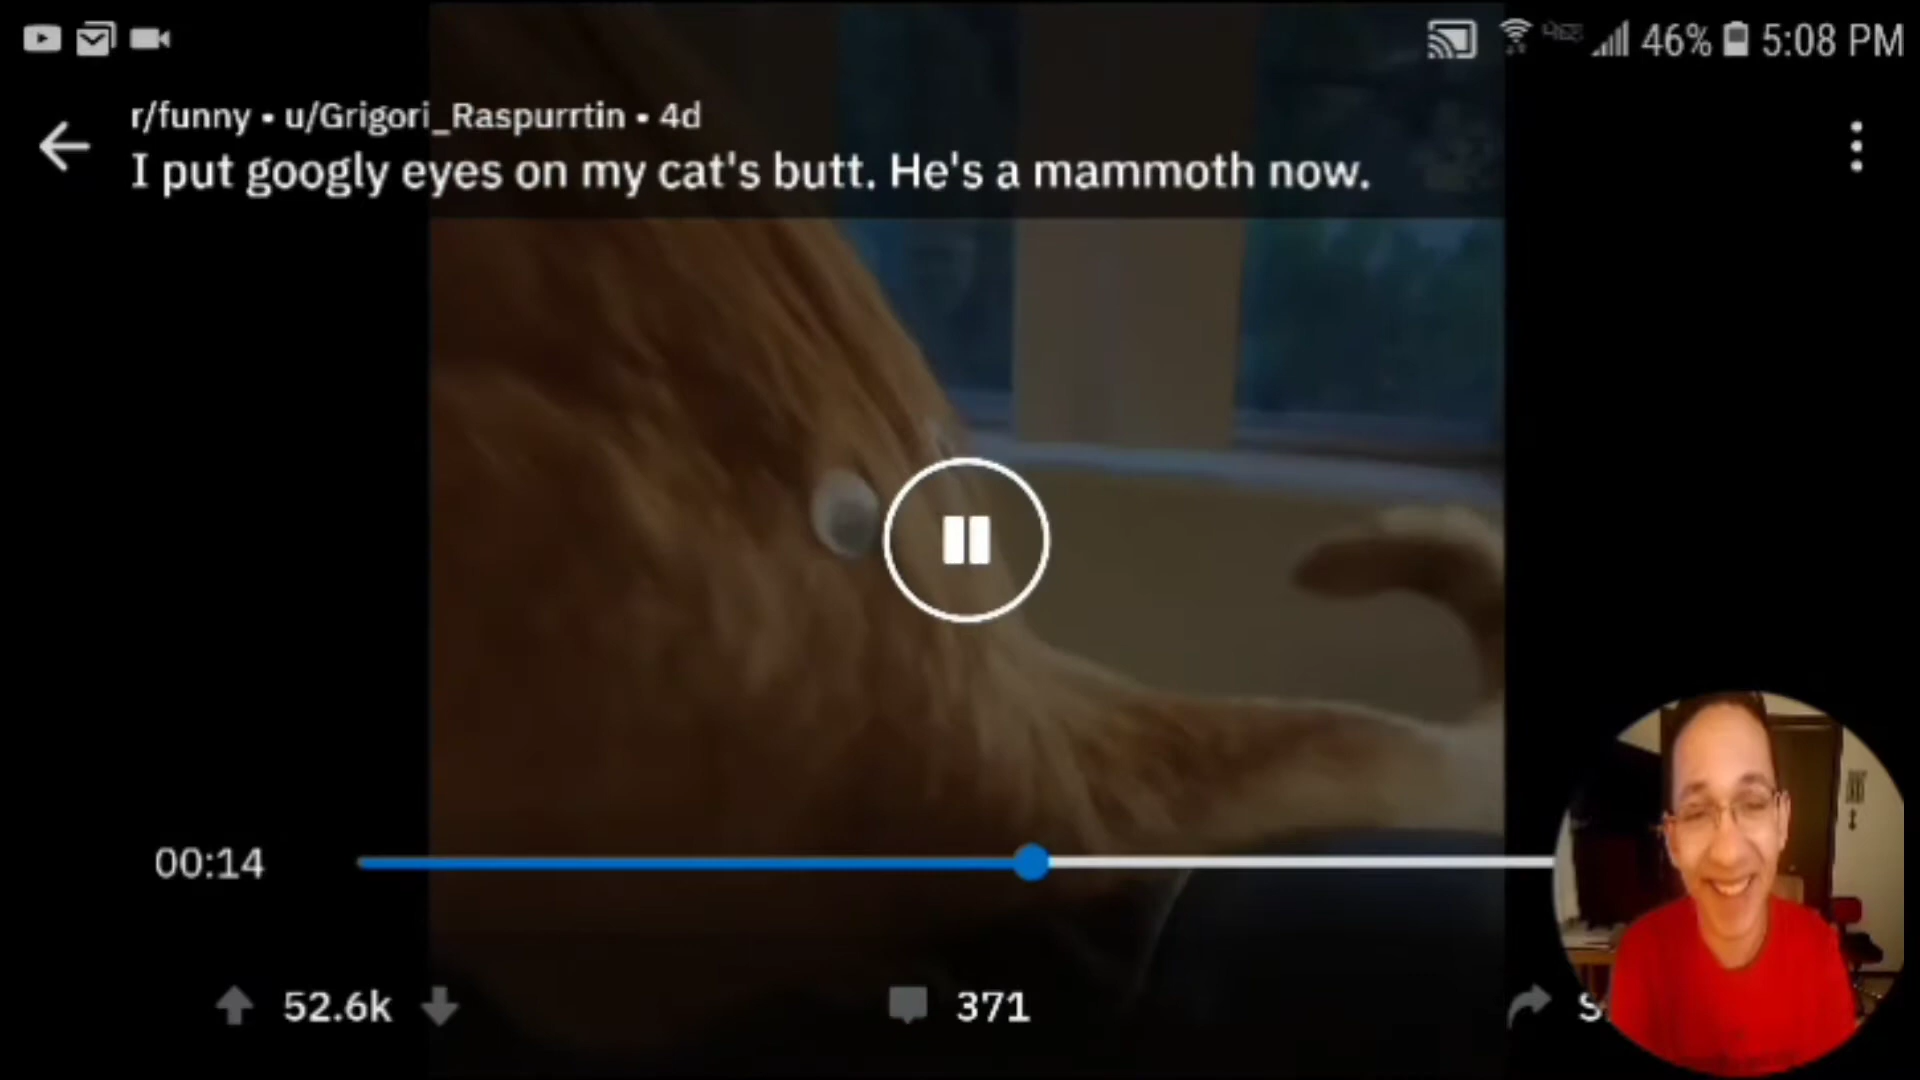 46% 5:08 PM
r/funny • u/Grigori_Raspurrtin • 4d
I put googly eyes on my cat's butt. He's a mammoth now.
00:14
52.6k 371